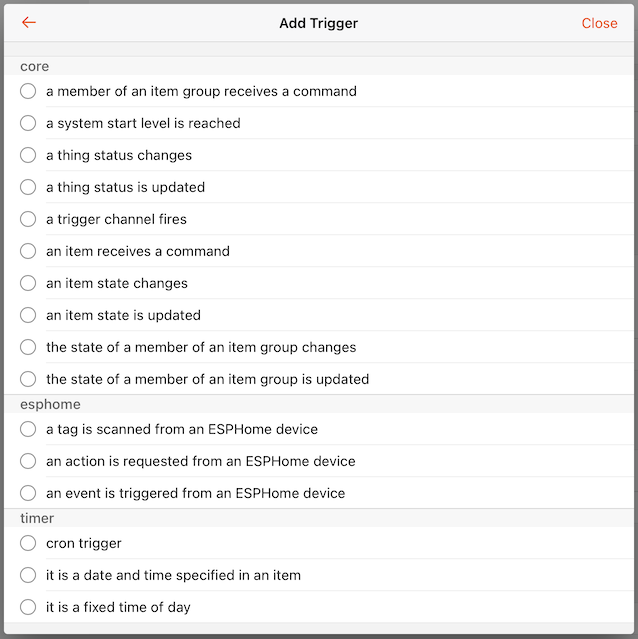 Add Trigger
Close
core
a member of an item group receives a command
a system start level is reached
a thing status changes
a thing status is updated
a trigger channel fires
an item receives a command
an item state changes
an item state is updated
the state of a member of an item group changes
the state of a member of an item group is updated
esphome
a tag is scanned from an ESPHome device
an action is requested from an ESPHome device
an event is triggered from an ESPHome device
timer
cron trigger
it is a date and time specified in an item
it is a fixed time of day